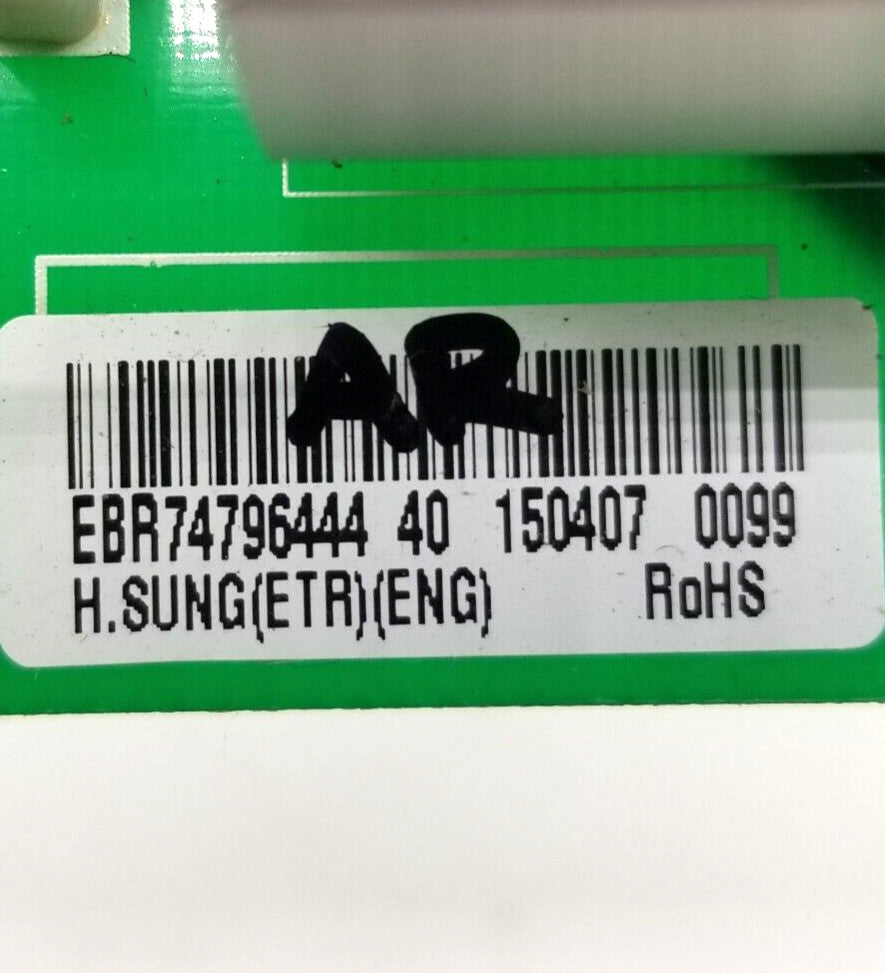 AR
EBR74796444 40 150407 0099
H.SUNG(ETR)(ENG) RoHS